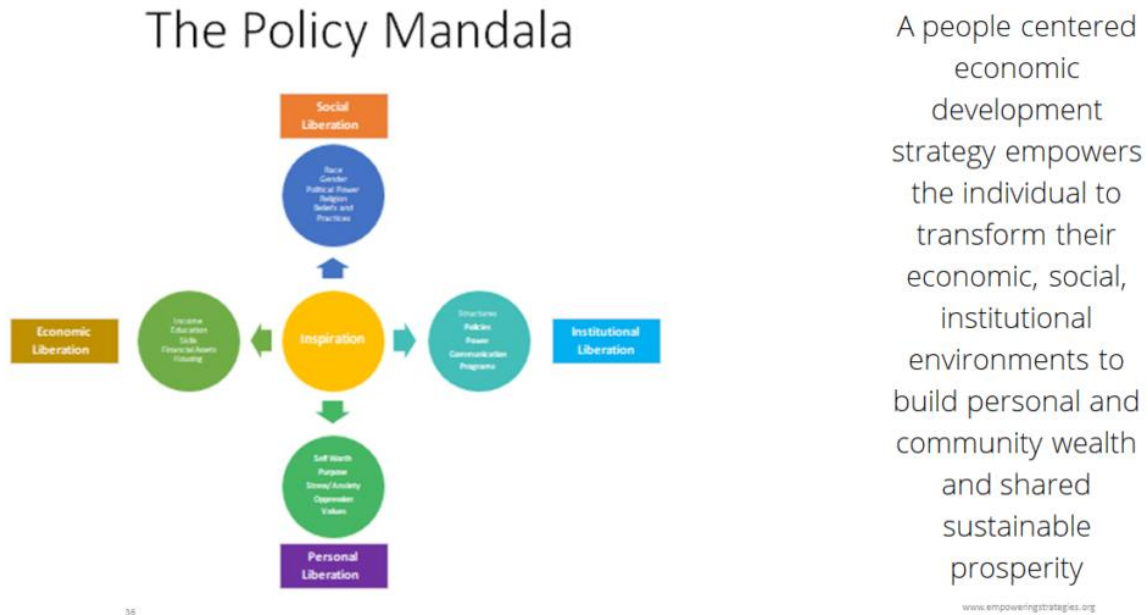 The Policy Mandala
Social
Liberation
Race
Gender
Political Power
Religion
Beliefs and
Practices
Economic
Liberation
Income
Education
Skills
Financial Assets
Housing
Inspiration
Structures
Policies
Power
Communication
Programs
Institutional
Liberation
Self Worth
Purpose
Stress/Anxiety
Oppression
Values
Personal
Liberation
36
A people centered
economic
development
strategy empowers
the individual to
transform their
economic, social,
institutional
environments to
build personal and
community wealth
and shared
sustainable
prosperity
www.empoweringstrategies.org